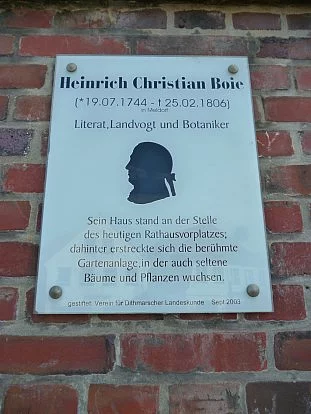 Heinrich Christian Boie
(*19.07.1744 - †25.02.1806)
in Meldorf
Literat, Landvogt und Botaniker
Sein Haus stand an der Stelle
des heutigen Rathausvorplatzes;
dahinter erstreckte sich die berühmte
Gartenanlage, in der auch seltene
Bäume und Pflanzen wuchsen.
gestiftet: Verein für Dithmarscher Landeskunde Sept 2003